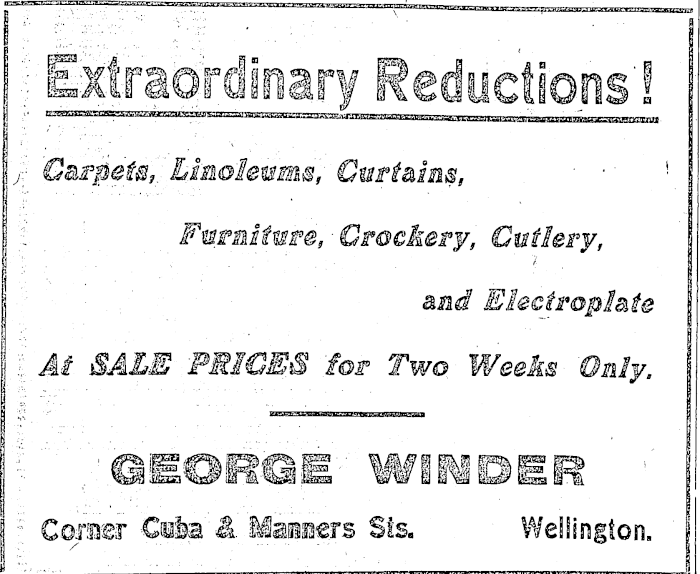 Extraordinary Reductions!
Carpets, Linoleums, Curtains,
Furniture, Crockery, Cutlery,
and Electroplate
At SALE PRICES for Two Weeks Only.
GEORGE WINDER
Corner Cuba & Manners Sts. Wellington.